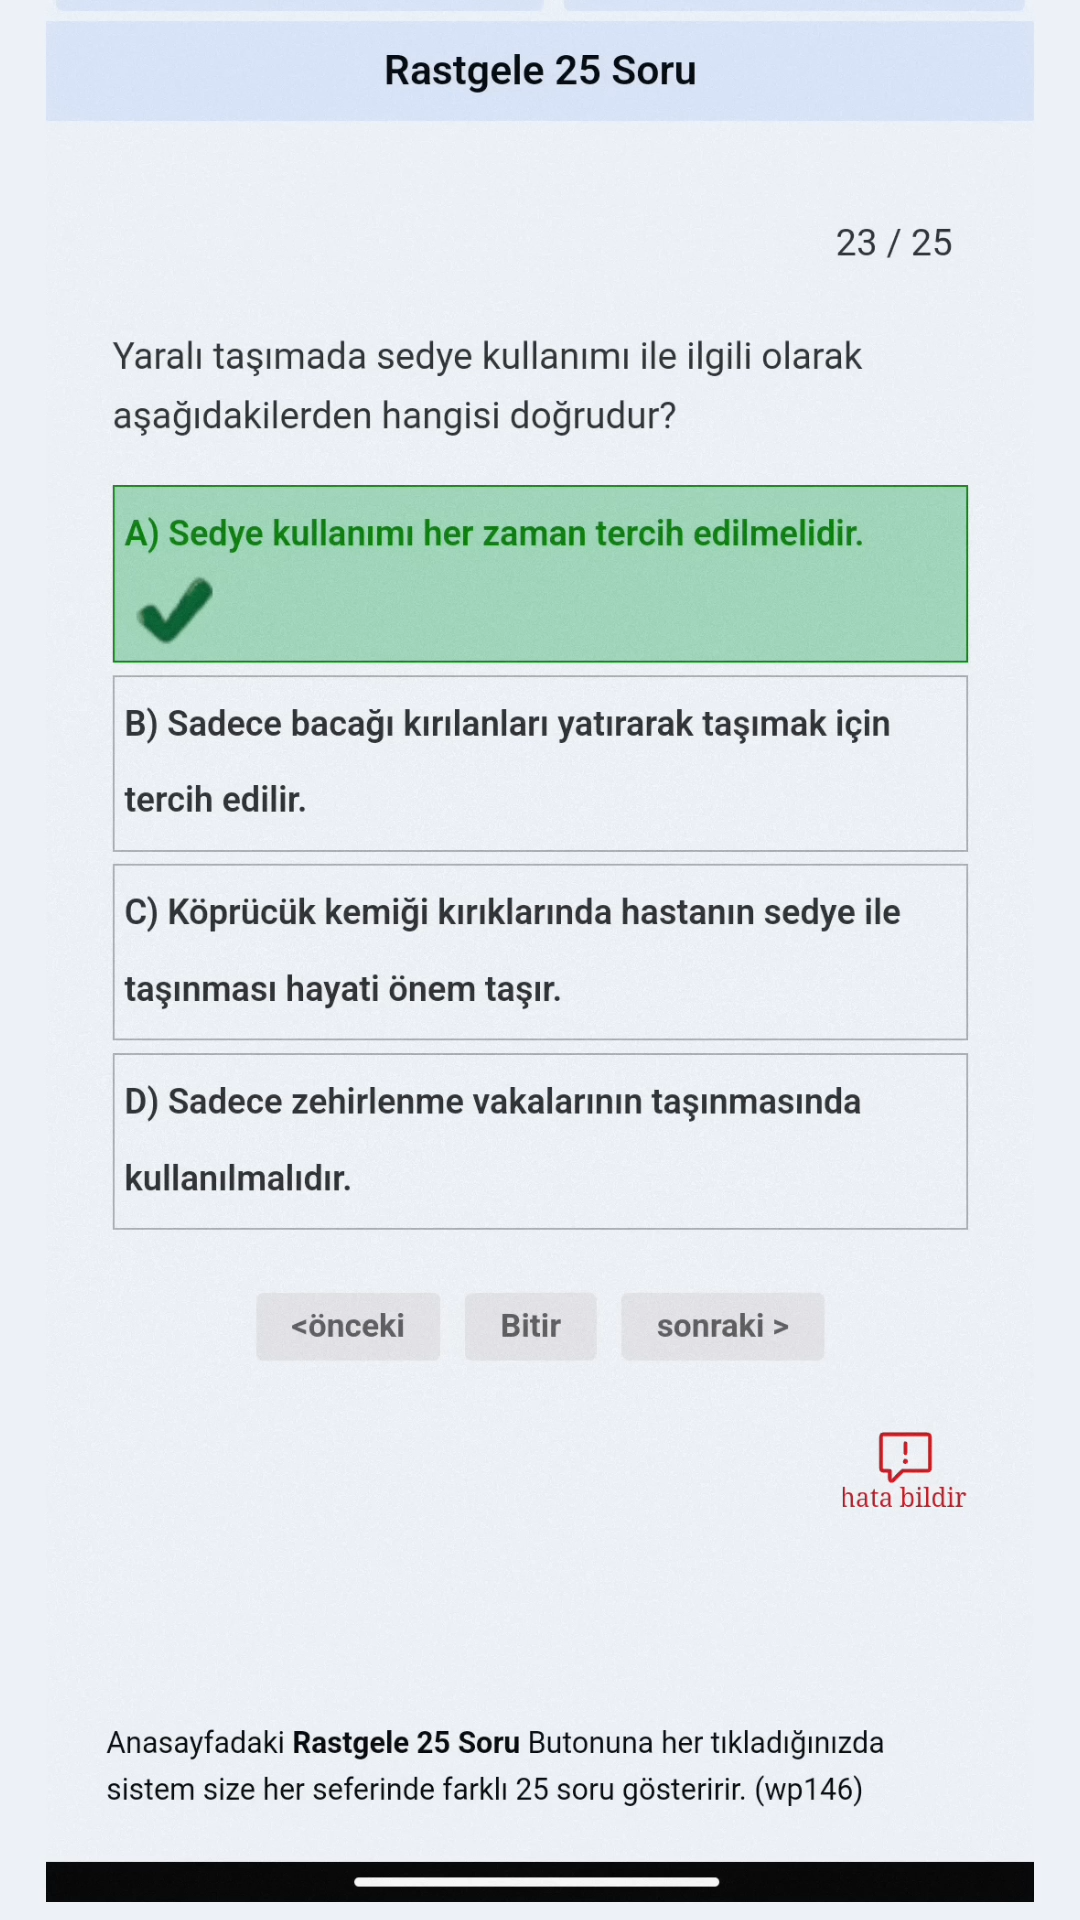 Rastgele 25 Soru
23 / 25
Yaralı taşımada sedye kullanımı ile ilgili olarak
aşağıdakilerden hangisi doğrudur?
A) Sedye kullanımı her zaman tercih edilmelidir.
B) Sadece bacağı kırılanları yatırarak taşımak için
tercih edilir.
C) Köprücük kemiği kırıklarında hastanın sedye ile
taşınması hayati önem taşır.
D) Sadece zehirlenme vakalarının taşınmasında
kullanılmalıdır.
<önceki Bitir sonraki >
hata bildir
Anasayfadaki Rastgele 25 Soru Butonuna her tıkladığınızda
sistem size her seferinde farklı 25 soru gösteririr. (wp146)